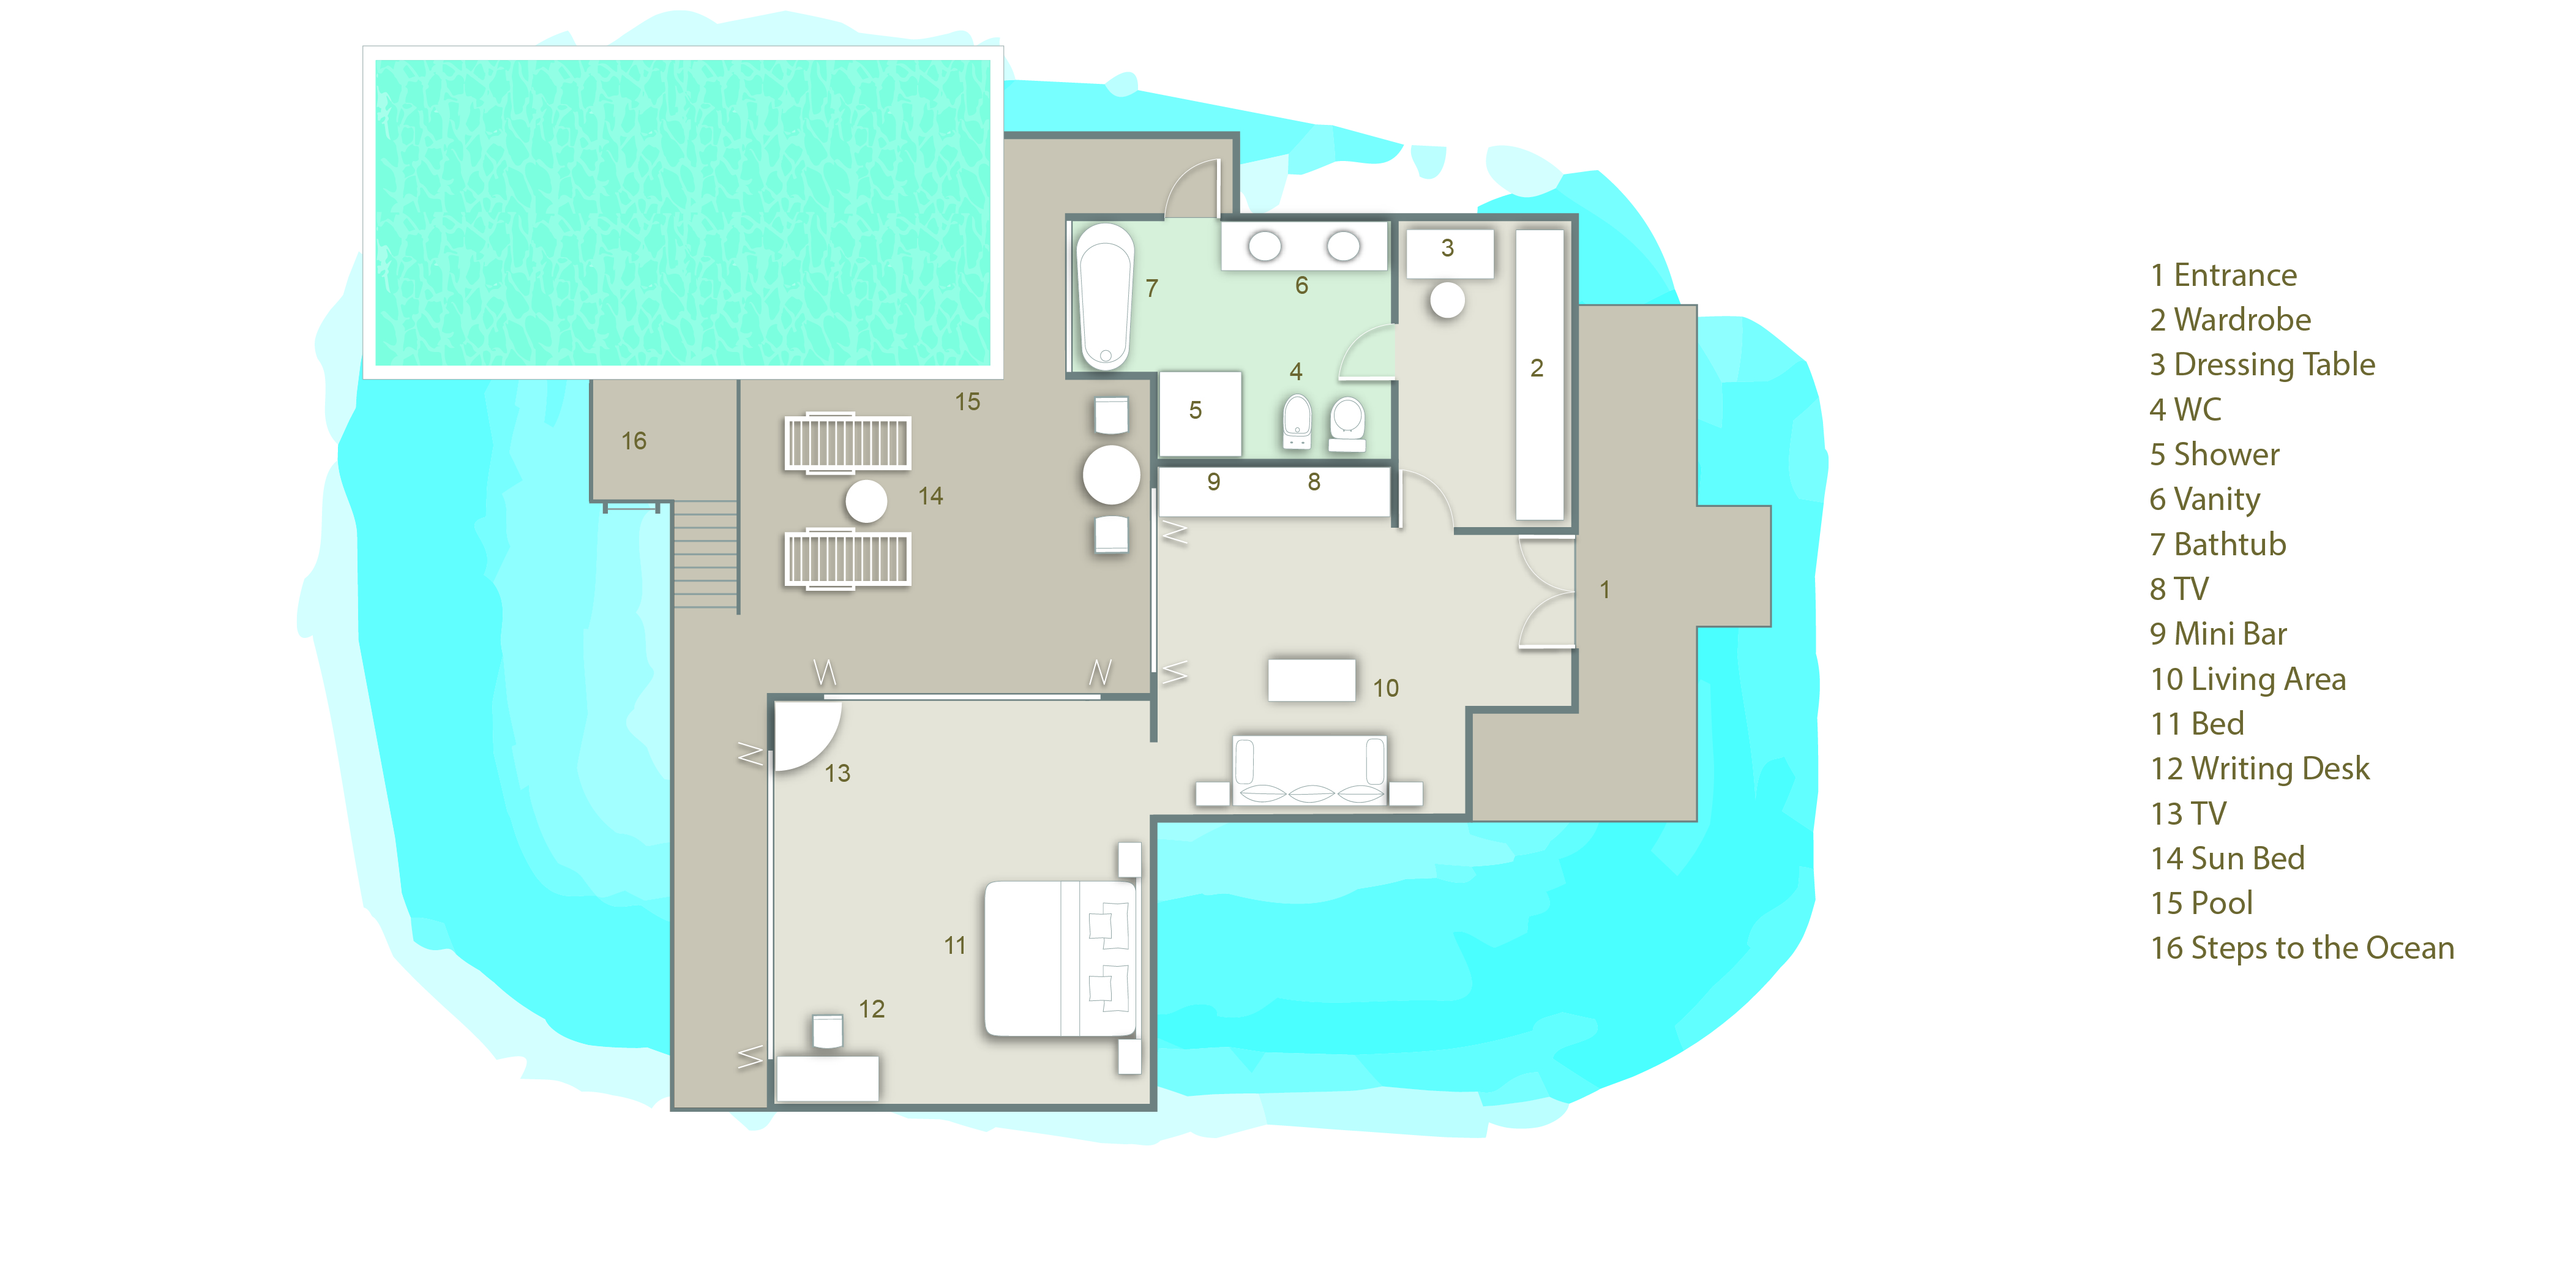 3
6
7
2
4
15
5
16
9
8
14
1
10
13
11
12
1 Entrance
2 Wardrobe
3 Dressing Table
4 WC
5 Shower
6 Vanity
7 Bathtub
8 TV
9 Mini Bar
10 Living Area
11 Bed
12 Writing Desk
13 TV
14 Sun Bed
15 Pool
16 Steps to the Ocean